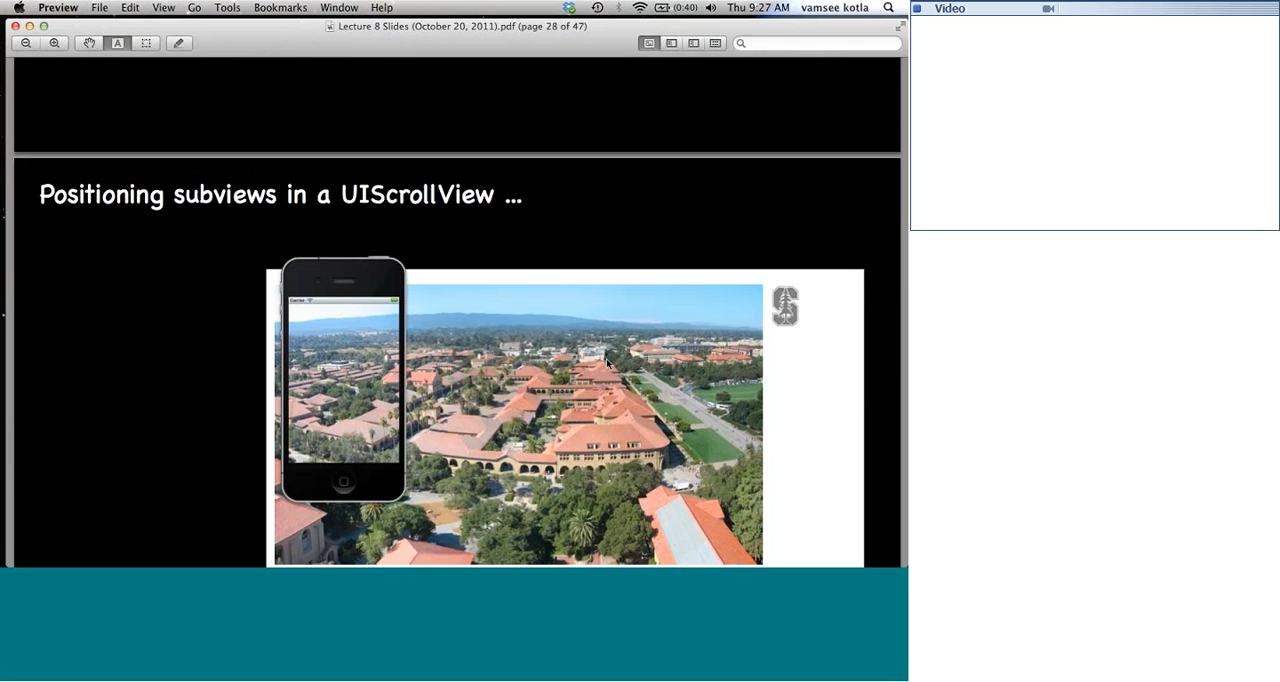 Preview File Edit View Go Tools Bookmarks Window Help (0:40) Thu 9:27 AM vamsee kotla
Video
Lecture 8 Slides (October 20, 2011).pdf (page 28 of 47)
A
Positioning subviews in a UIScrollView ...
Carrier
S